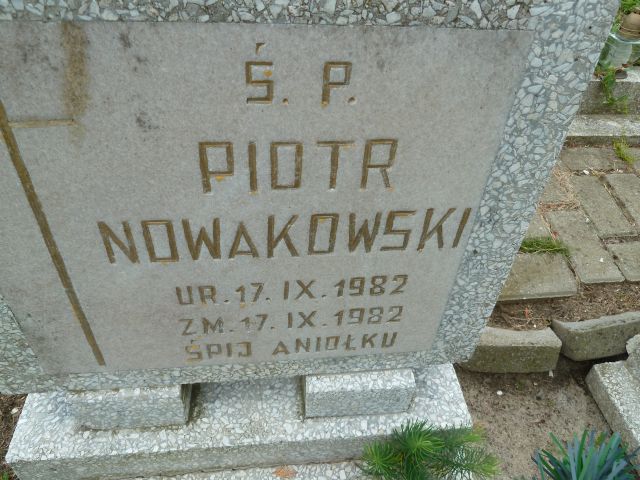 Ś. P.
PIOTR
NOWAKOWSKI
UR. 17. IX. 1982
ZM. 17. IX. 1982
ŚPIJ ANIOŁKU